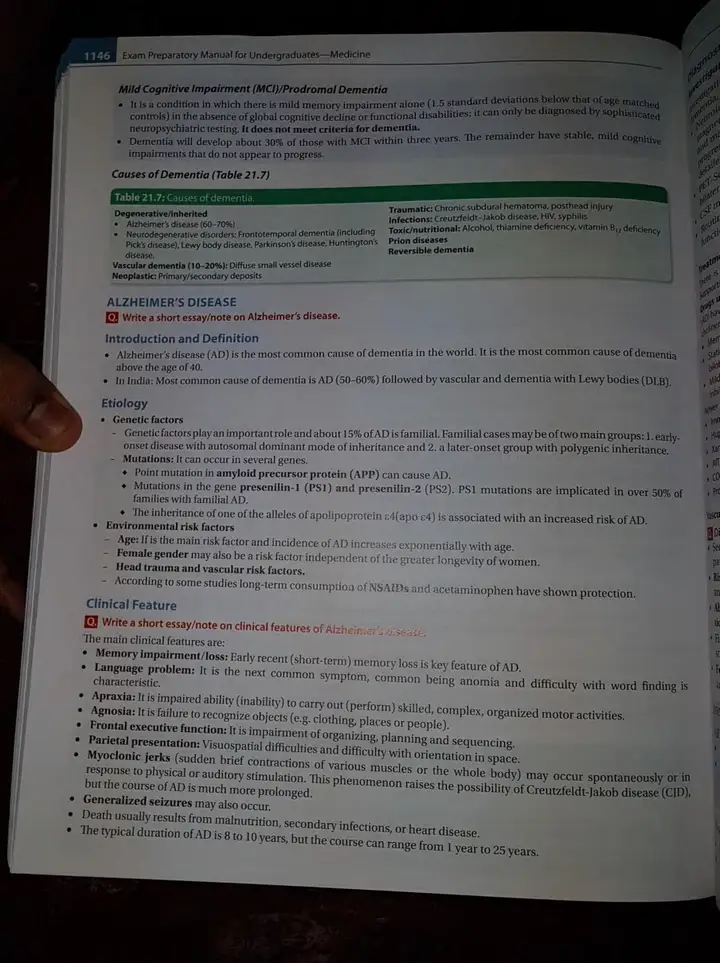 1146 Exam Preparatory Manual for Undergraduates—Medicine
Mild Cognitive Impairment (MCI)/Prodromal Dementia
• It is a condition in which there is mild memory impairment alone (1.5 standard deviations below that of age matched
controls) in the absence of global cognitive decline or functional disabilities; it can only be diagnosed by sophisticated
neuropsychiatric testing. It does not meet criteria for dementia.
• Dementia will develop about 30% of those with MCI within three years. The remainder have stable, mild cognitive
impairments that do not appear to progress.
Causes of Dementia (Table 21.7)
Table 21.7: Causes of dementia.
Degenerative/Inherited
• Alzheimer's disease (60–70%)
• Neurodegenerative disorders: Frontotemporal dementia (including
Pick's disease), Lewy body disease, Parkinson's disease, Huntington's
disease.
Vascular dementia (10–20%): Diffuse small vessel disease
Neoplastic: Primary/secondary deposits
Traumatic: Chronic subdural hematoma, posthead injury
Infections: Creutzfeldt–Jakob disease, HIV, syphilis
Toxic/nutritional: Alcohol, thiamine deficiency, vitamin B12 deficiency
Prion diseases
Reversible dementia
ALZHEIMER'S DISEASE
Q. Write a short essay/note on Alzheimer's disease.
Introduction and Definition
• Alzheimer's disease (AD) is the most common cause of dementia in the world. It is the most common cause of dementia
above the age of 40.
• In India: Most common cause of dementia is AD (50–60%) followed by vascular and dementia with Lewy bodies (DLB).
Etiology
• Genetic factors
– Genetic factors play an important role and about 15% of AD is familial. Familial cases may be of two main groups: 1. early-
onset disease with autosomal dominant mode of inheritance and 2. a later-onset group with polygenic inheritance.
– Mutations: It can occur in several genes.
◆ Point mutation in amyloid precursor protein (APP) can cause AD.
◆ Mutations in the gene presenilin-1 (PS1) and presenilin-2 (PS2). PS1 mutations are implicated in over 50% of
families with familial AD.
◆ The inheritance of one of the alleles of apolipoprotein ε4(apo ε4) is associated with an increased risk of AD.
• Environmental risk factors
– Age: If is the main risk factor and incidence of AD increases exponentially with age.
– Female gender may also be a risk factor independent of the greater longevity of women.
– Head trauma and vascular risk factors.
– According to some studies long-term consumption of NSAIDs and acetaminophen have shown protection.
Clinical Feature
Q. Write a short essay/note on clinical features of Alzheimer's disease.
The main clinical features are:
• Memory impairment/loss: Early recent (short-term) memory loss is key feature of AD.
• Language problem: It is the next common symptom, common being anomia and difficulty with word finding is
characteristic.
• Apraxia: It is impaired ability (inability) to carry out (perform) skilled, complex, organized motor activities.
• Agnosia: It is failure to recognize objects (e.g. clothing, places or people).
• Frontal executive function: It is impairment of organizing, planning and sequencing.
• Parietal presentation: Visuospatial difficulties and difficulty with orientation in space.
• Myoclonic jerks (sudden brief contractions of various muscles or the whole body) may occur spontaneously or in
response to physical or auditory stimulation. This phenomenon raises the possibility of Creutzfeldt-Jakob disease (CJD),
but the course of AD is much more prolonged.
• Generalized seizures may also occur.
• Death usually results from malnutrition, secondary infections, or heart disease.
• The typical duration of AD is 8 to 10 years, but the course can range from 1 year to 25 years.